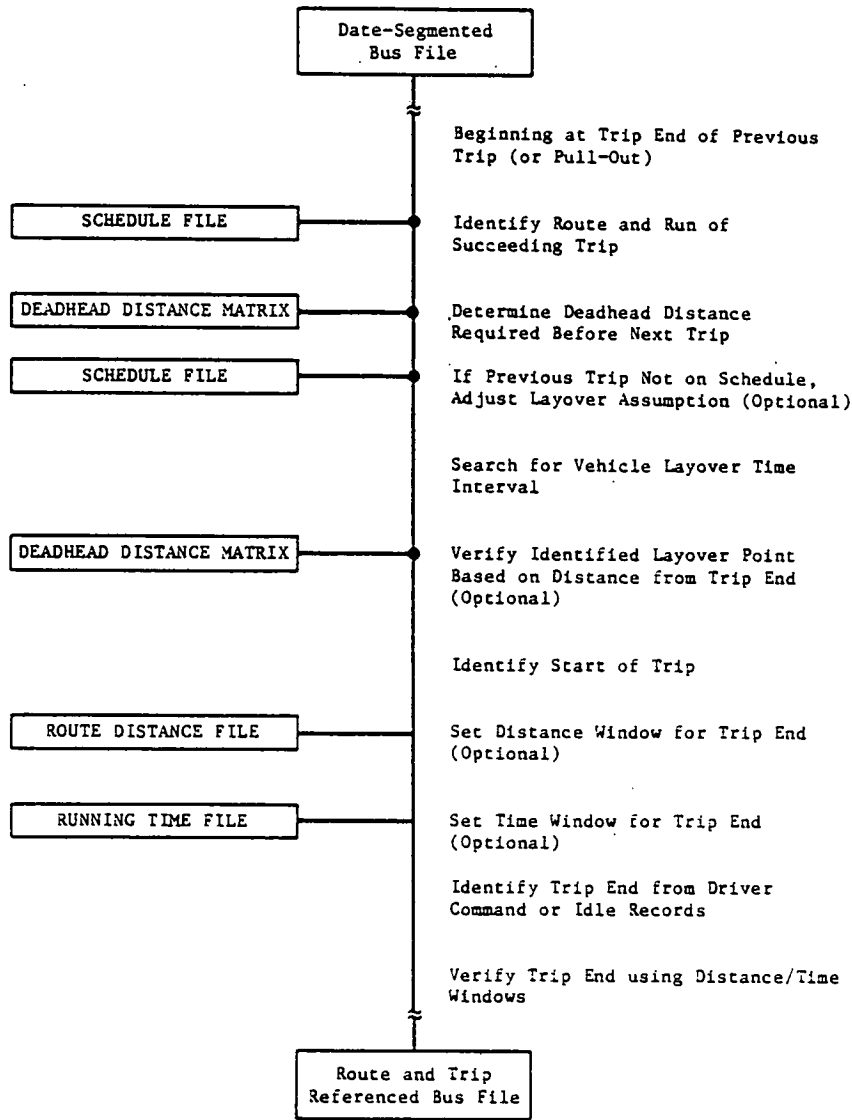 Date-Segmented
Bus File
Beginning at Trip End of Previous
Trip (or Pull-Out)
SCHEDULE FILE
Identify Route and Run of
Succeeding Trip
DEADHEAD DISTANCE MATRIX
Determine Deadhead Distance
Required Before Next Trip
SCHEDULE FILE
If Previous Trip Not on Schedule,
Adjust Layover Assumption (Optional)
Search for Vehicle Layover Time
Interval
DEADHEAD DISTANCE MATRIX
Verify Identified Layover Point
Based on Distance from Trip End
(Optional)
Identify Start of Trip
ROUTE DISTANCE FILE
Set Distance Window for Trip End
(Optional)
RUNNING TIME FILE
Set Time Window for Trip End
(Optional)
Identify Trip End from Driver
Command or Idle Records
Verify Trip End using Distance/Time
Windows
Route and Trip
Referenced Bus File